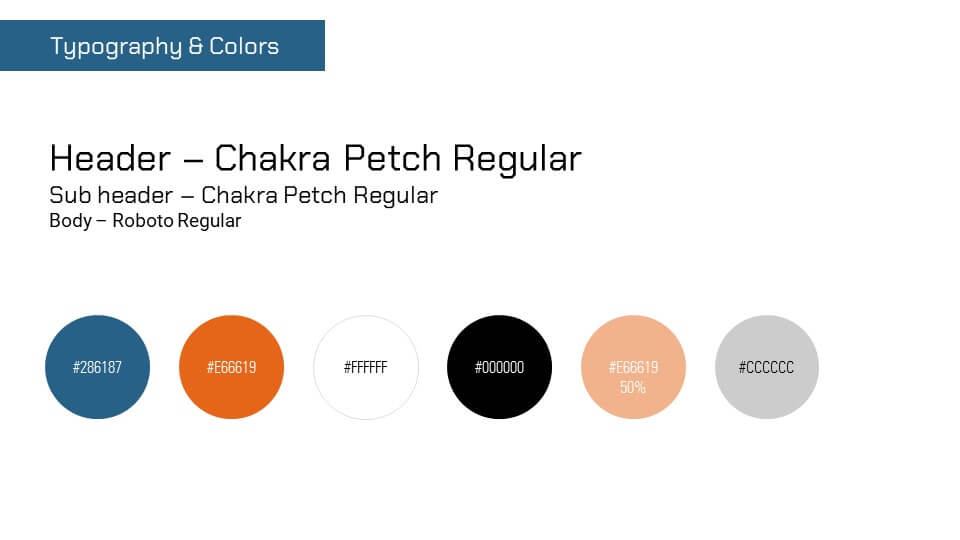 Typography & Colors
Header – Chakra Petch Regular
Sub header – Chakra Petch Regular
Body – Roboto Regular
#286187
#E66619
#FFFFFF
#000000
#E66619
50%
#CCCCCC